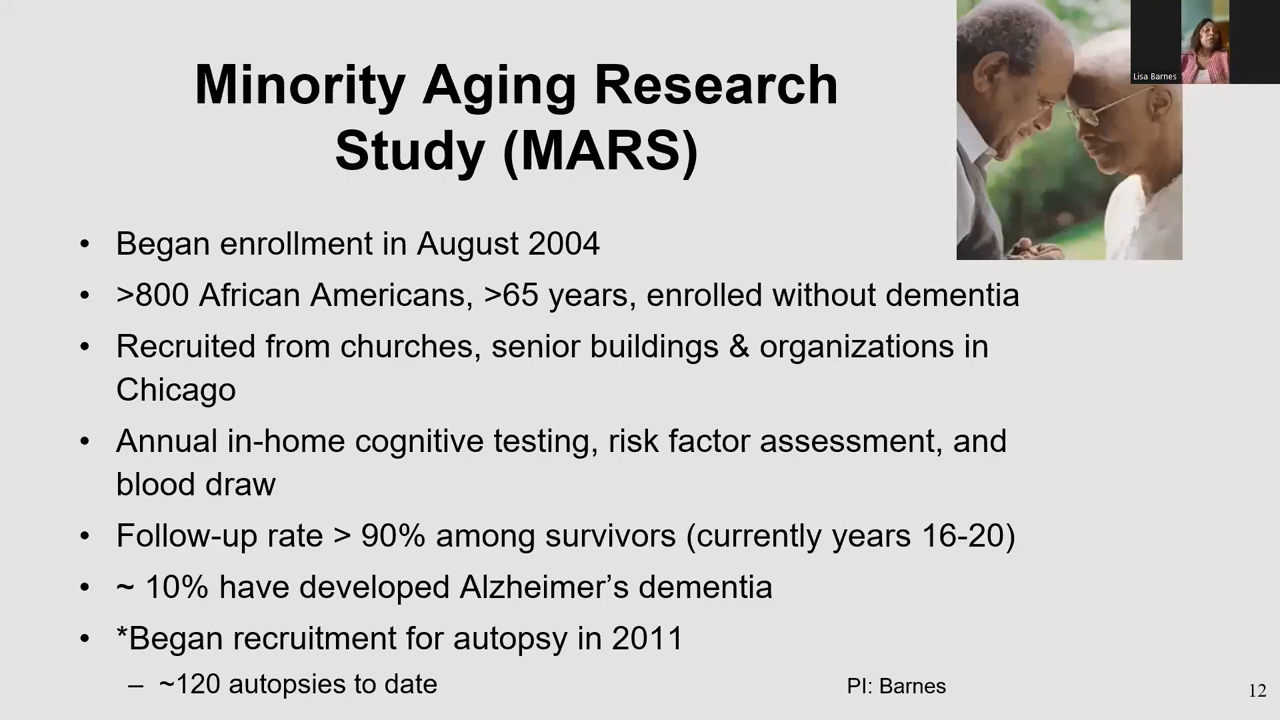 Minority Aging Research
Study (MARS)
Lisa Barnes
• Began enrollment in August 2004
• >800 African Americans, >65 years, enrolled without dementia
• Recruited from churches, senior buildings & organizations in
Chicago
• Annual in-home cognitive testing, risk factor assessment, and
blood draw
• Follow-up rate > 90% among survivors (currently years 16-20)
• ~ 10% have developed Alzheimer’s dementia
• *Began recruitment for autopsy in 2011
– ~120 autopsies to date
PI: Barnes
12